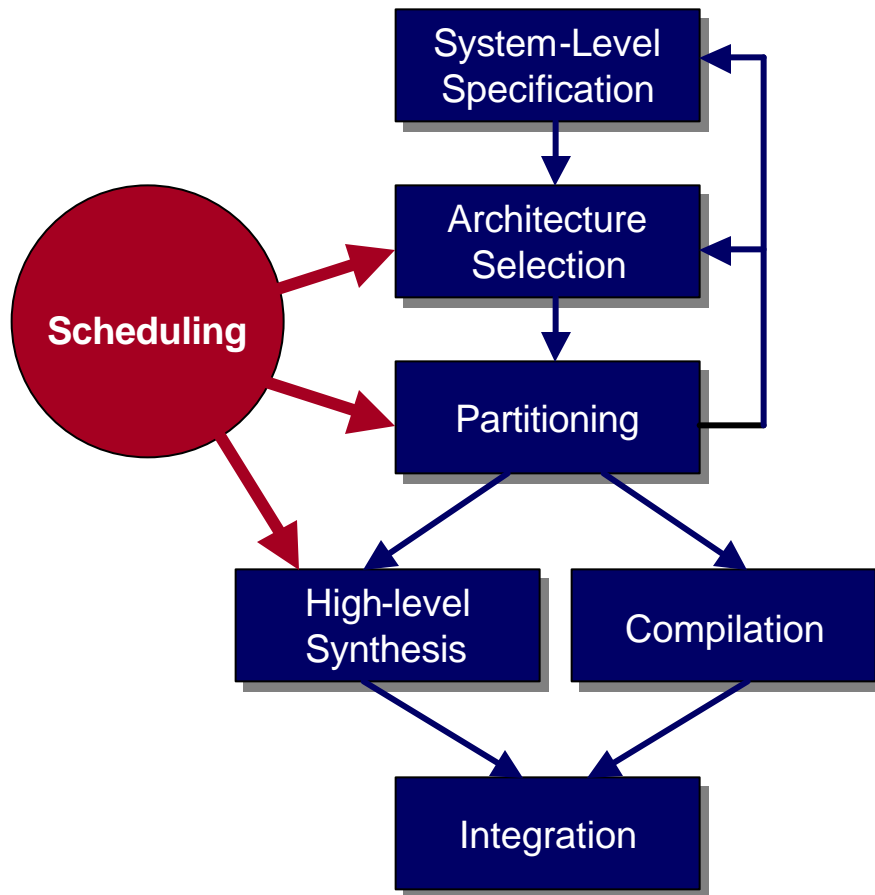 System-Level
Specification
Architecture
Selection
Scheduling
Partitioning
High-level
Synthesis
Compilation
Integration